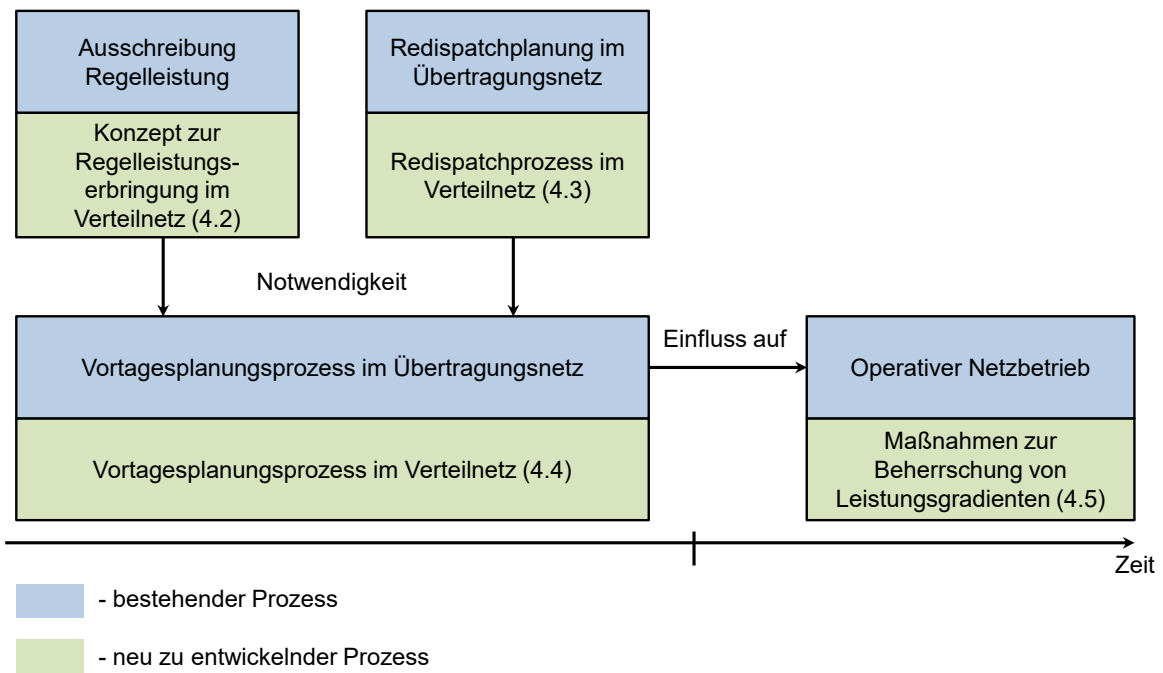 Ausschreibung
Regelleistung
Konzept zur
Regelleistungs-
erbringung im
Verteilnetz (4.2)
Redispatchplanung im
Übertragungsnetz
Redispatchprozess im
Verteilnetz (4.3)
Notwendigkeit
Vortagesplanungsprozess im Übertragungsnetz
Vortagesplanungsprozess im Verteilnetz (4.4)
Einfluss auf
Operativer Netzbetrieb
Maßnahmen zur
Beherrschung von
Leistungsgradienten (4.5)
Zeit
- bestehender Prozess
- neu zu entwickelnder Prozess